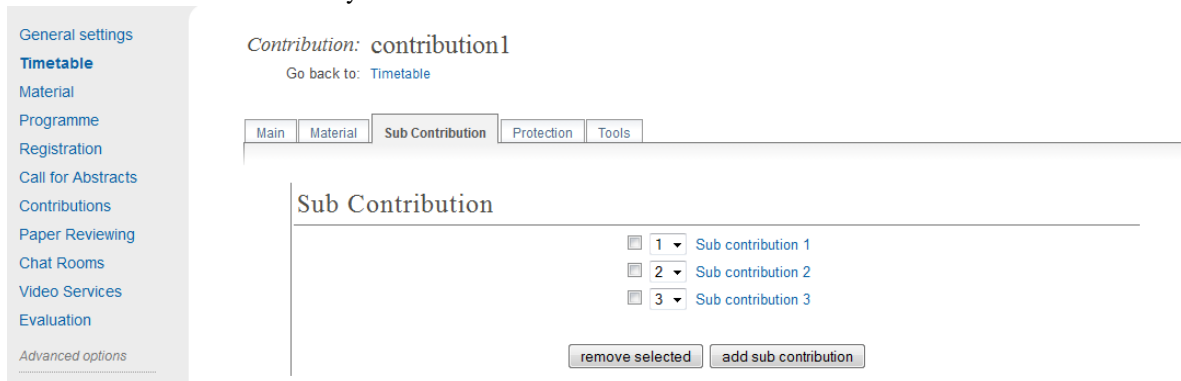 General settings
Timetable
Material
Programme
Registration
Call for Abstracts
Contributions
Paper Reviewing
Chat Rooms
Video Services
Evaluation
Advanced options
Contribution: contribution1
Go back to: Timetable
Main Material Sub Contribution Protection Tools
Sub Contribution
1 Sub contribution 1
2 Sub contribution 2
3 Sub contribution 3
remove selected add sub contribution